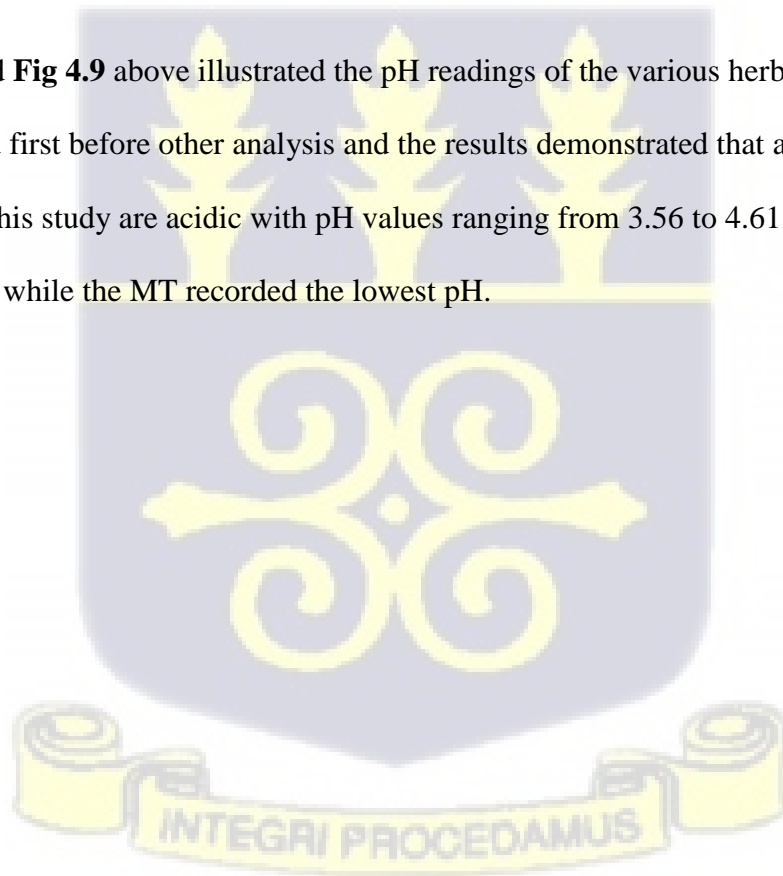 Fig 4.9 above illustrated the pH readings of the various herb
first before other analysis and the results demonstrated that a
his study are acidic with pH values ranging from 3.56 to 4.61
while the MT recorded the lowest pH.
INTEGRI PROCEDAMUS